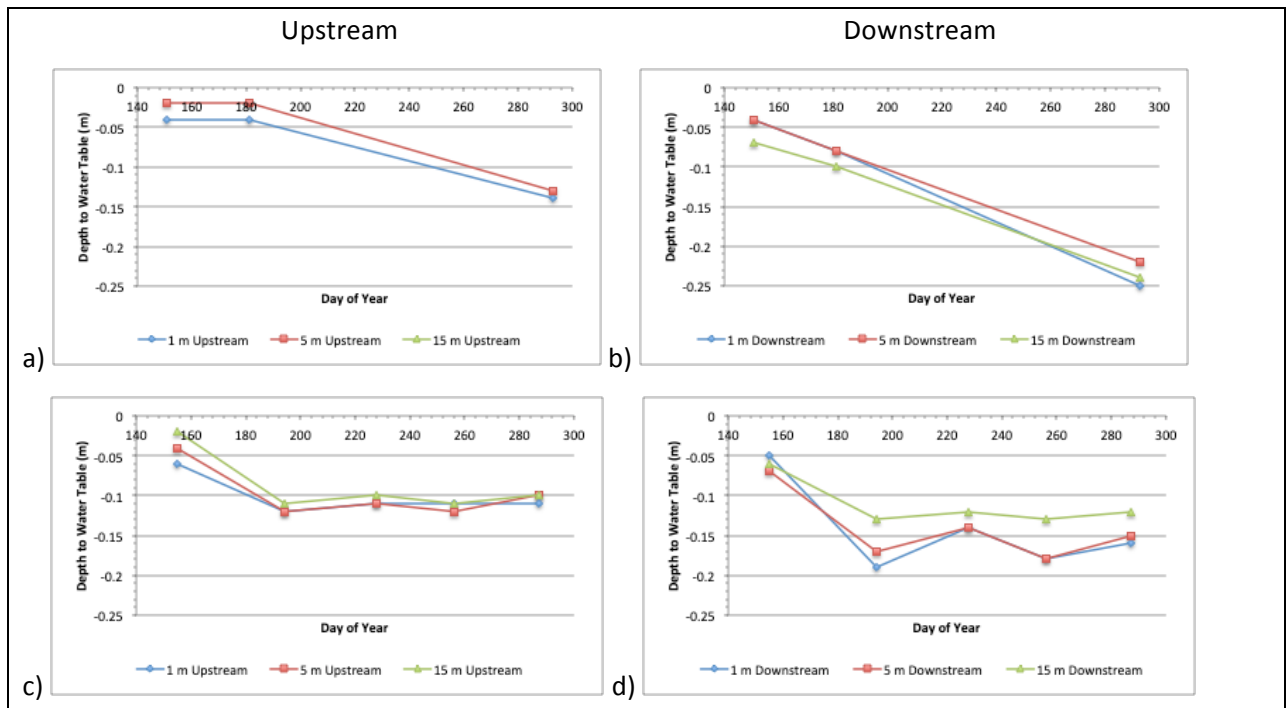 Upstream
Downstream
0
140 160 180 200 220 240 260 280 300
-0.05
-0.1
-0.15
-0.2
-0.25
Depth to Water Table (m)
Day of Year
1 m Upstream 5 m Upstream 15 m Upstream
a)
0
140 160 180 200 220 240 260 280 300
-0.05
-0.1
-0.15
-0.2
-0.25
Depth to Water Table (m)
Day of Year
1 m Downstream 5 m Downstream 15 m Downstream
b)
0
140 160 180 200 220 240 260 280 300
-0.05
-0.1
-0.15
-0.2
-0.25
Depth to Water Table (m)
Day of Year
1 m Upstream 5 m Upstream 15 m Upstream
c)
0
140 160 180 200 220 240 260 280 300
-0.05
-0.1
-0.15
-0.2
-0.25
Depth to Water Table (m)
Day of Year
1 m Downstream 5 m Downstream 15 m Downstream
d)